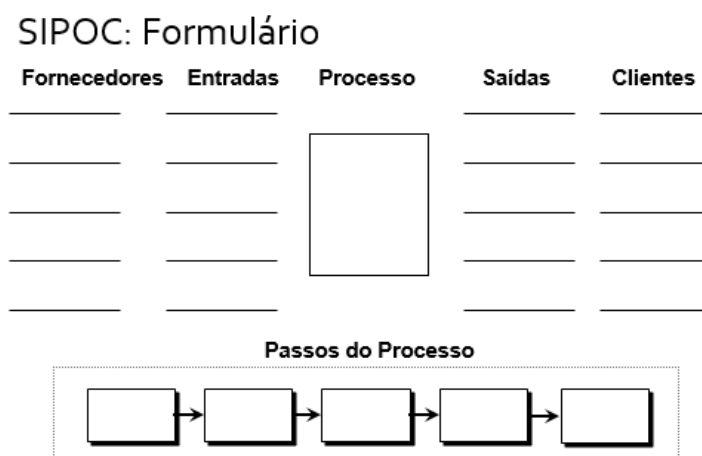 SIPOC: Formulário
Fornecedores Entradas Processo Saídas Clientes
Passos do Processo